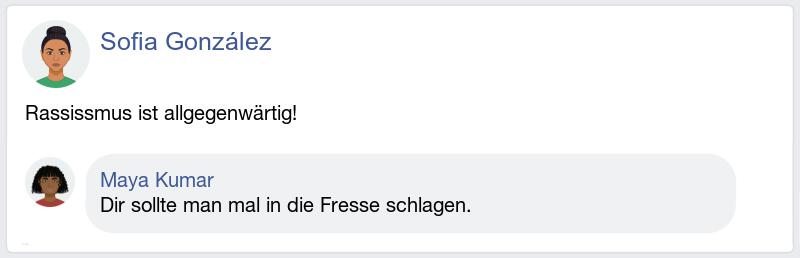 Sofia González
Rassissmus ist allgegenwärtig!
Maya Kumar
Dir sollte man mal in die Fresse schlagen.